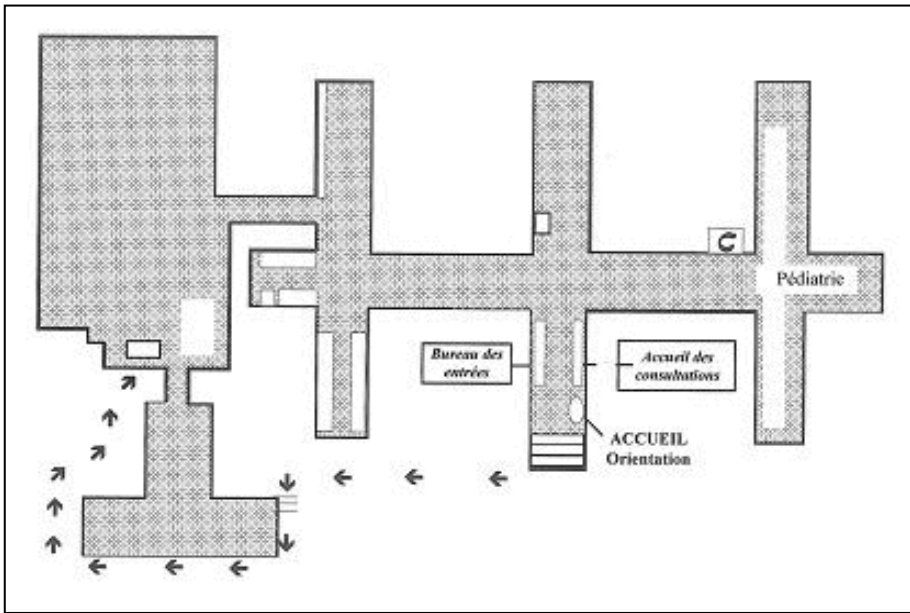 Pédiatrie
Bureau des
entrées
Accueil des
consultations
ACCUEIL
Orientation